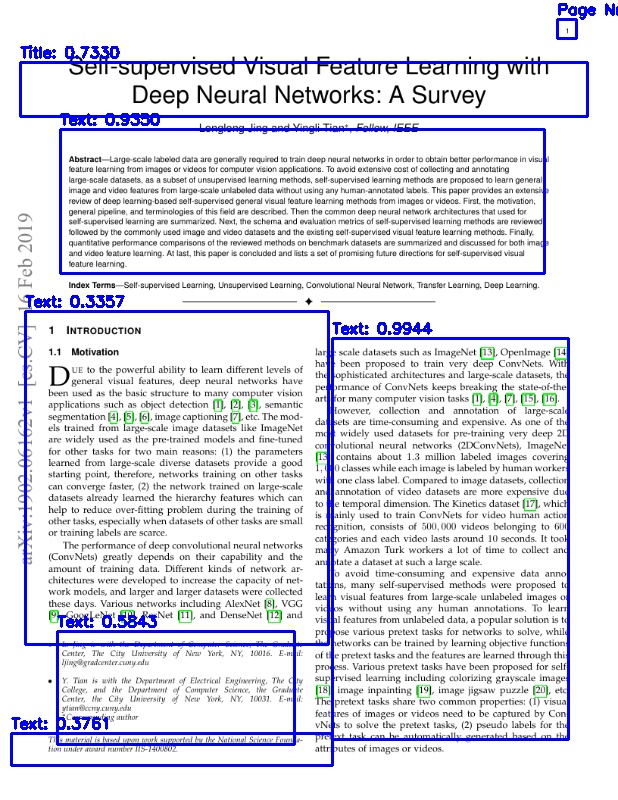 Page Nu
1
Title: 0.7330
Self-supervised Visual Feature Learning with
Deep Neural Networks: A Survey
Text: 0.9350
Longlong Jing and Yingli Tian*, Fellow, IEEE
Abstract—Large-scale labeled data are generally required to train deep neural networks in order to obtain better performance in visual
feature learning from images or videos for computer vision applications. To avoid extensive cost of collecting and annotating
large-scale datasets, as a subset of unsupervised learning methods, self-supervised learning methods are proposed to learn general
image and video features from large-scale unlabeled data without using any human-annotated labels. This paper provides an extensive
review of deep learning-based self-supervised general visual feature learning methods from images or videos. First, the motivation,
general pipeline, and terminologies of this field are described. Then the common deep neural network architectures that used for
self-supervised learning are summarized. Next, the schema and evaluation metrics of self-supervised learning methods are reviewed
followed by the commonly used image and video datasets and the existing self-supervised visual feature learning methods. Finally,
quantitative performance comparisons of the reviewed methods on benchmark datasets are summarized and discussed for both image
and video feature learning. At last, this paper is concluded and lists a set of promising future directions for self-supervised visual
feature learning.
Index Terms—Self-supervised Learning, Unsupervised Learning, Convolutional Neural Network, Transfer Learning, Deep Learning.
arXiv:1902.06162v1 [cs.CV] 16 Feb 2019
Text: 0.3357
1 INTRODUCTION
1.1 Motivation
DUE to the powerful ability to learn different levels of
general visual features, deep neural networks have
been used as the basic structure to many computer vision
applications such as object detection [1], [2], [3], semantic
segmentation [4], [5], [6], image captioning [7], etc. The mod-
els trained from large-scale image datasets like ImageNet
are widely used as the pre-trained models and fine-tuned
for other tasks for two main reasons: (1) the parameters
learned from large-scale diverse datasets provide a good
starting point, therefore, networks training on other tasks
can converge faster, (2) the network trained on large-scale
datasets already learned the hierarchy features which can
help to reduce over-fitting problem during the training of
other tasks, especially when datasets of other tasks are small
or training labels are scarce.
The performance of deep convolutional neural networks
(ConvNets) greatly depends on their capability and the
amount of training data. Different kinds of network ar-
chitectures were developed to increase the capacity of net-
work models, and larger and larger datasets were collected
these days. Various networks including AlexNet [8], VGG
[9], GoogLeNet [10], ResNet [11], and DenseNet [12] and
Text: 0.5843
L. Jing is with the Department of Computer Science, The Graduate
Center, The City University of New York, NY, 10016. E-mail:
ljing@gradcenter.cuny.edu
• Y. Tian is with the Department of Electrical Engineering, The City
College, and the Department of Computer Science, the Graduate
Center, the City University of New York, NY, 10031. E-mail:
ytian@ccny.cuny.edu
*Corresponding author
Text: 0.3761
This material is based upon work supported by the National Science Founda-
tion under award number IIS-1400802.
Text: 0.9944
large scale datasets such as ImageNet [13], OpenImage [14]
have been proposed to train very deep ConvNets. With
the sophisticated architectures and large-scale datasets, the
performance of ConvNets keeps breaking the state-of-the-
arts for many computer vision tasks [1], [4], [7], [15], [16].
However, collection and annotation of large-scale
datasets are time-consuming and expensive. As one of the
most widely used datasets for pre-training very deep 2D
convolutional neural networks (2DConvNets), ImageNet
[13] contains about 1.3 million labeled images covering
1,000 classes while each image is labeled by human workers
with one class label. Compared to image datasets, collection
and annotation of video datasets are more expensive due
to the temporal dimension. The Kinetics dataset [17], which
is mainly used to train ConvNets for video human action
recognition, consists of 500,000 videos belonging to 600
categories and each video lasts around 10 seconds. It took
many Amazon Turk workers a lot of time to collect and
annotate a dataset at such a large scale.
To avoid time-consuming and expensive data anno-
tations, many self-supervised methods were proposed to
learn visual features from large-scale unlabeled images or
videos without using any human annotations. To learn
visual features from unlabeled data, a popular solution is to
propose various pretext tasks for networks to solve, while
the networks can be trained by learning objective functions
of the pretext tasks and the features are learned through this
process. Various pretext tasks have been proposed for self-
supervised learning including colorizing grayscale images
[18], image inpainting [19], image jigsaw puzzle [20], etc.
The pretext tasks share two common properties: (1) visual
features of images or videos need to be captured by Con-
vNets to solve the pretext tasks, (2) pseudo labels for the
pretext task can be automatically generated based on the
attributes of images or videos.